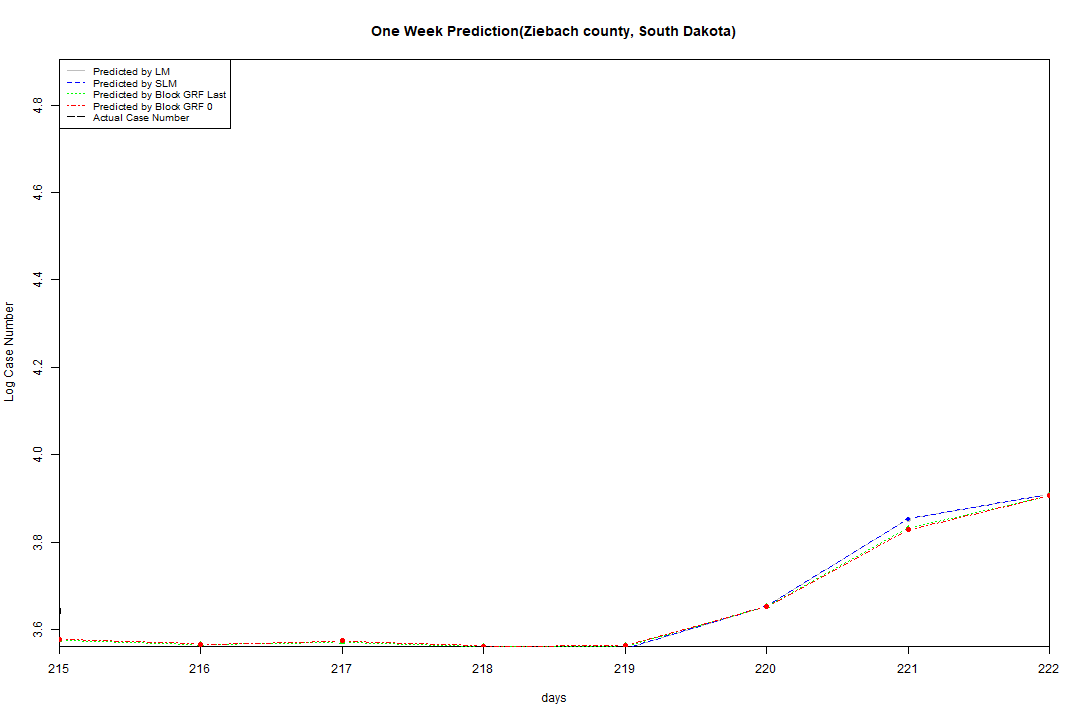 One Week Prediction(Ziebach county, South Dakota)
Predicted by LM
Predicted by SLM
Predicted by Block GRF Last
Predicted by Block GRF 0
Actual Case Number
4.8
4.6
4.4
4.2
4.0
3.8
3.6
Log Case Number
215 216 217 218 219 220 221 222
days